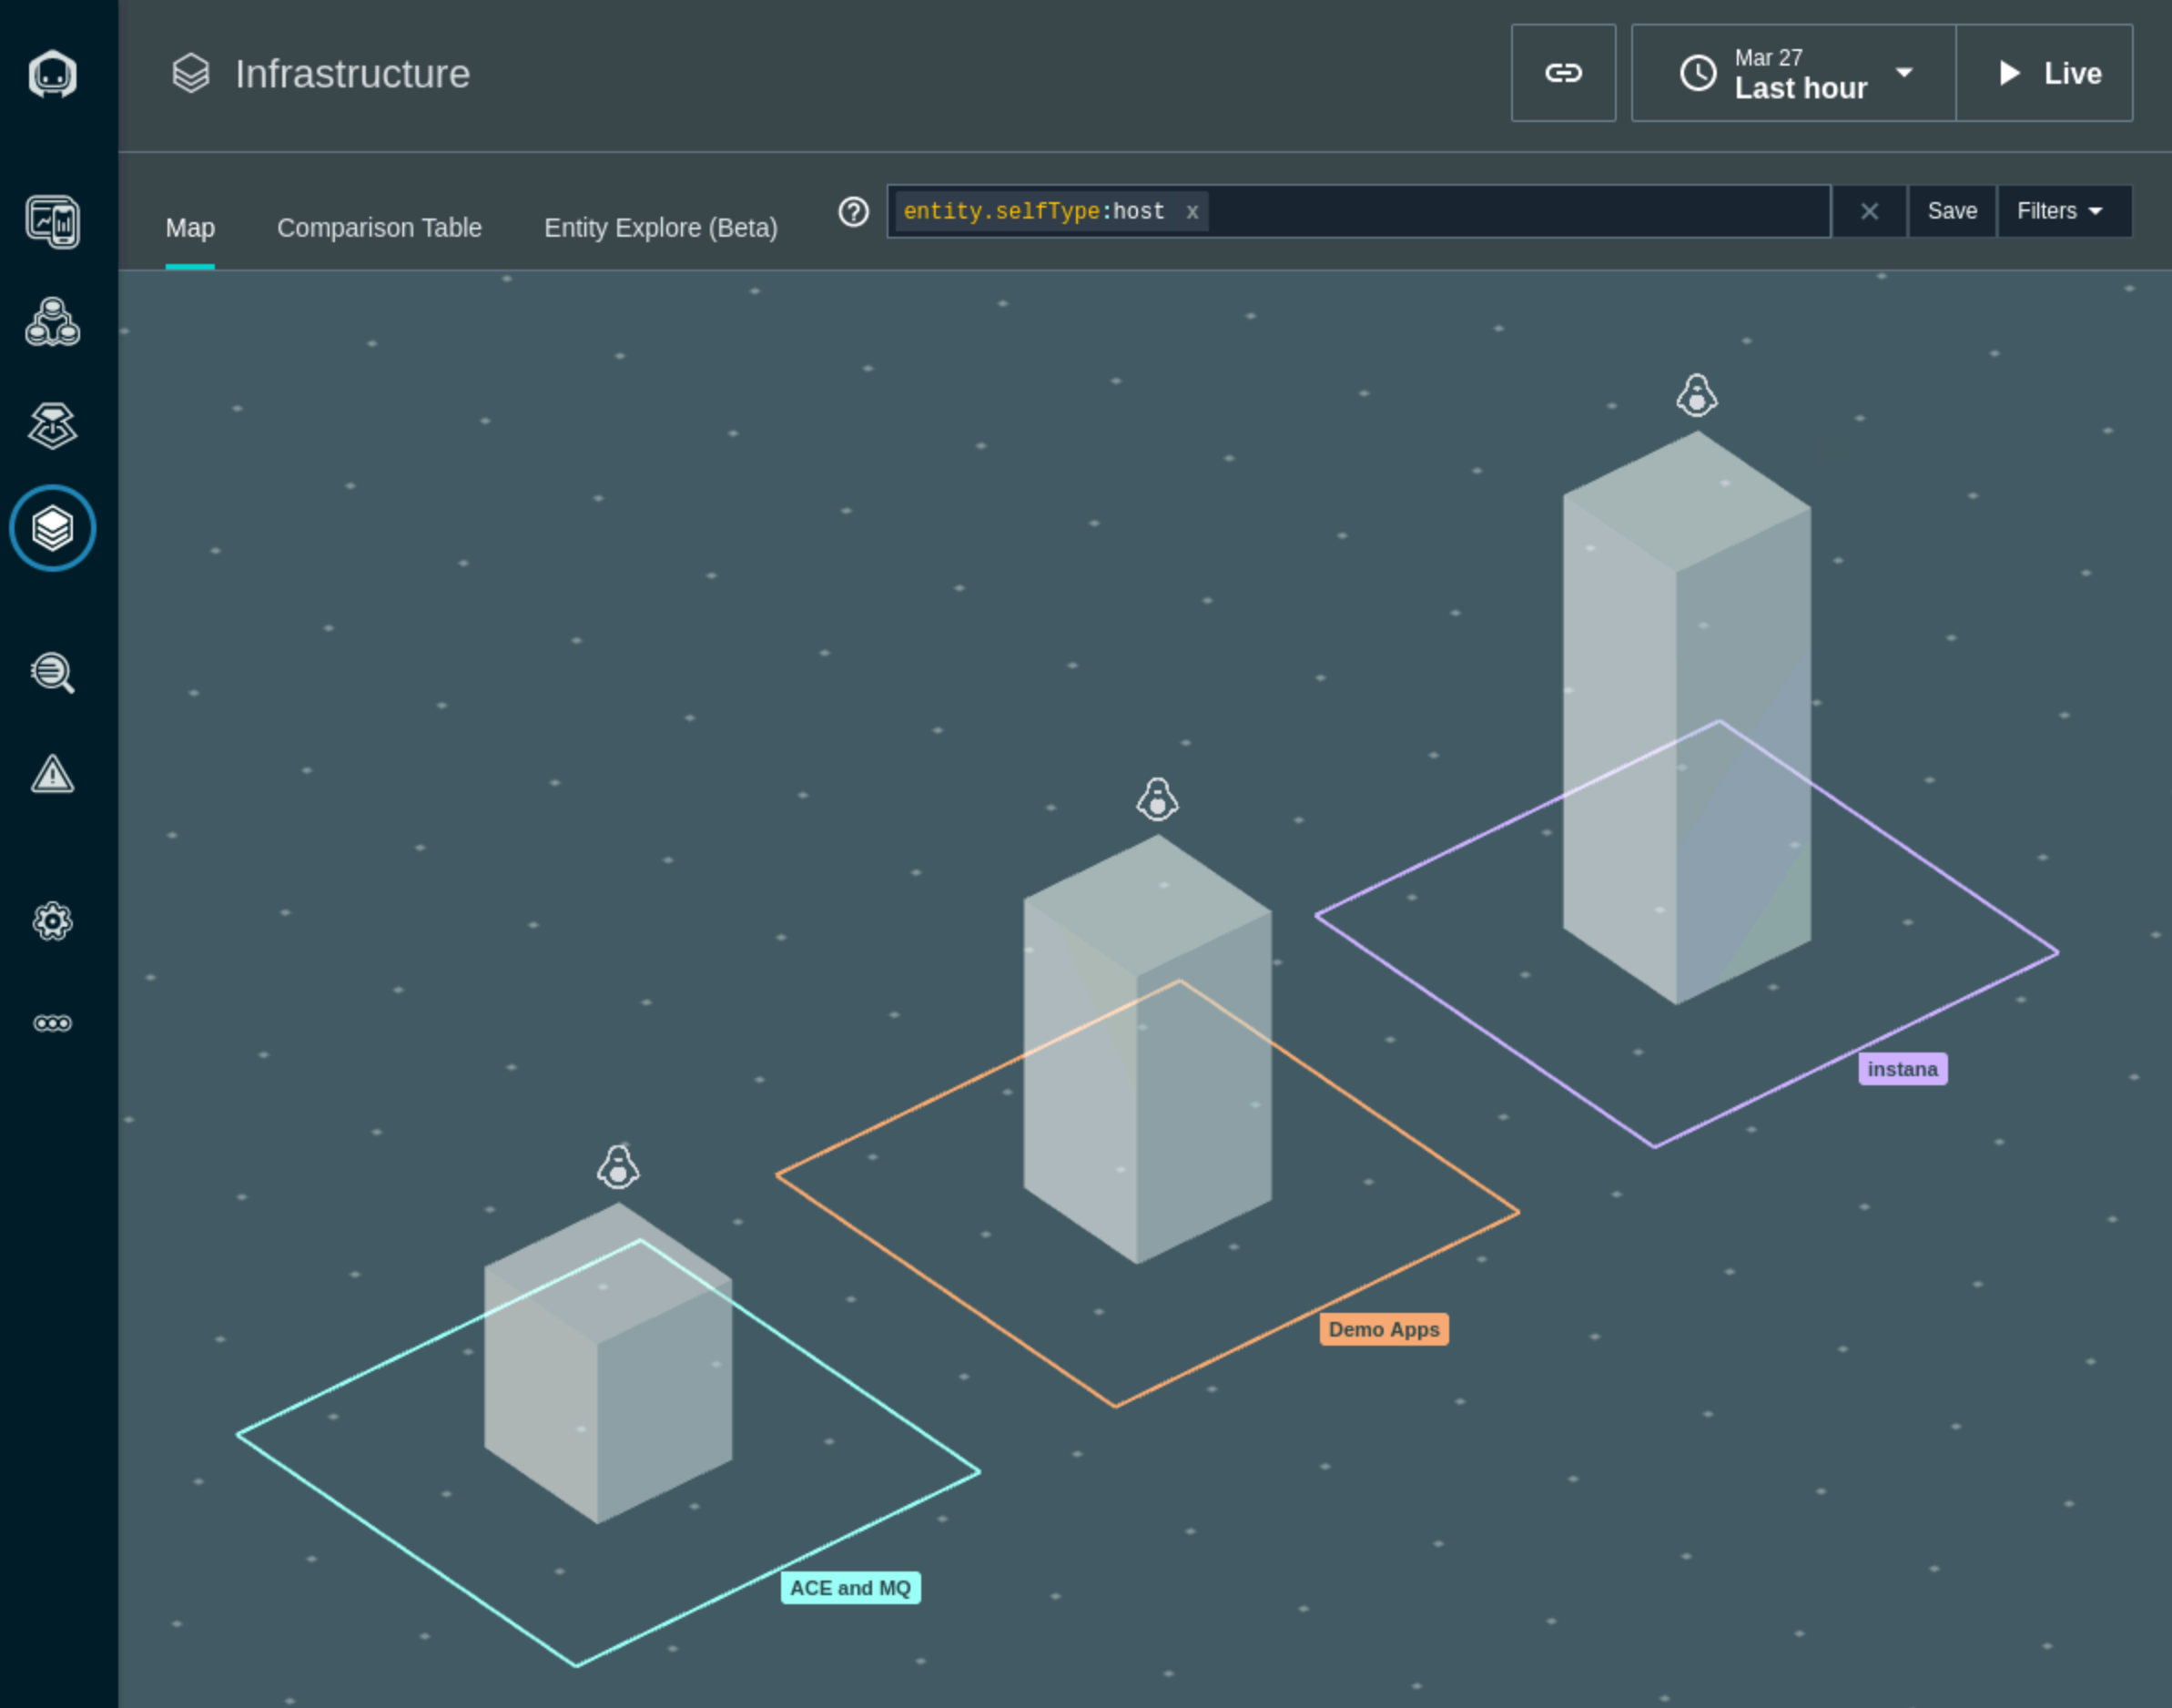 Infrastructure
Mar 27
Last hour
Live
Map
Comparison Table
Entity Explore (Beta)
entity.selfType:host x
Save
Filters
instana
Demo Apps
ACE and MQ